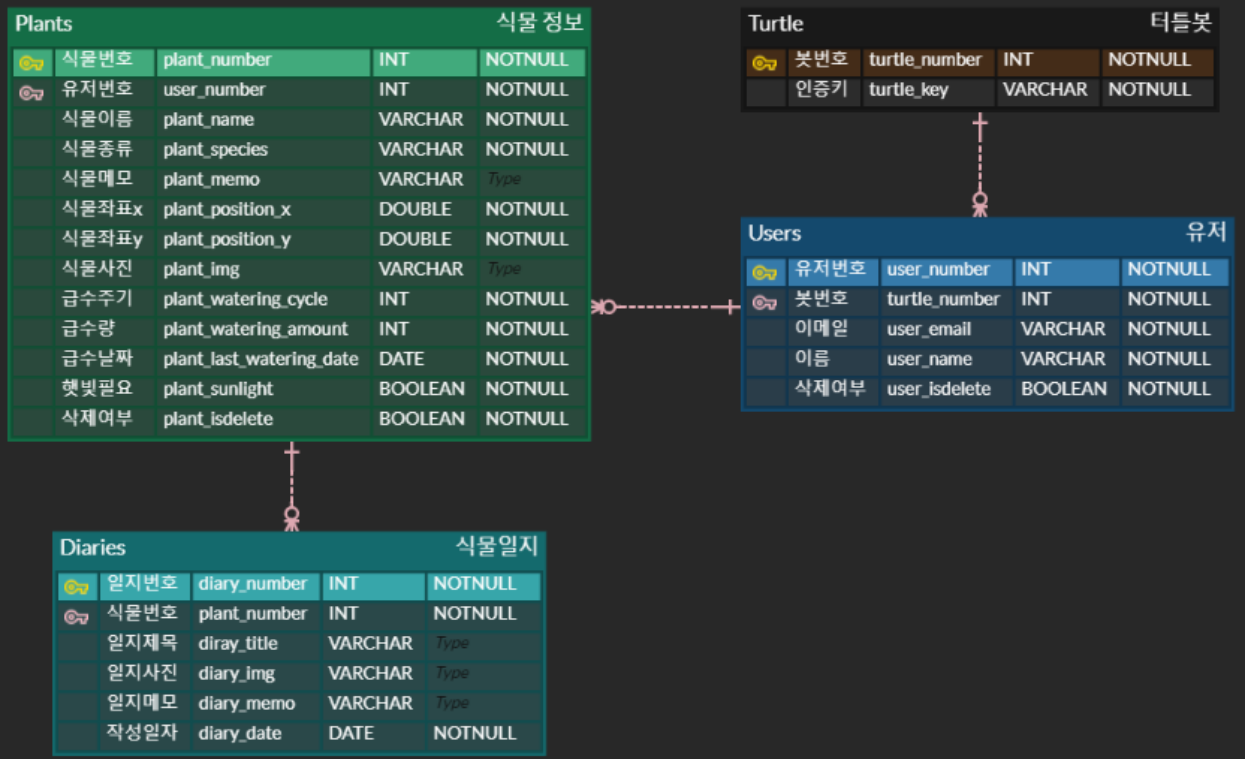 Plants 식물 정보
식물번호 plant_number INT NOTNULL
유저번호 user_number INT NOTNULL
식물이름 plant_name VARCHAR NOTNULL
식물종류 plant_species VARCHAR NOTNULL
식물메모 plant_memo VARCHAR Type
식물좌표x plant_position_x DOUBLE NOTNULL
식물좌표y plant_position_y DOUBLE NOTNULL
식물사진 plant_img VARCHAR Type
급수주기 plant_watering_cycle INT NOTNULL
급수량 plant_watering_amount INT NOTNULL
급수날짜 plant_last_watering_date DATE NOTNULL
햇빛필요 plant_sunlight BOOLEAN NOTNULL
삭제여부 plant_isdelete BOOLEAN NOTNULL
Turtle 터틀봇
봇번호 turtle_number INT NOTNULL
인증키 turtle_key VARCHAR NOTNULL
Users 유저
유저번호 user_number INT NOTNULL
봇번호 turtle_number INT NOTNULL
이메일 user_email VARCHAR NOTNULL
이름 user_name VARCHAR NOTNULL
삭제여부 user_isdelete BOOLEAN NOTNULL
Diaries 식물일지
일지번호 diary_number INT NOTNULL
식물번호 plant_number INT NOTNULL
일지제목 diray_title VARCHAR Type
일지사진 diary_img VARCHAR Type
일지메모 diary_memo VARCHAR Type
작성일자 diary_date DATE NOTNULL